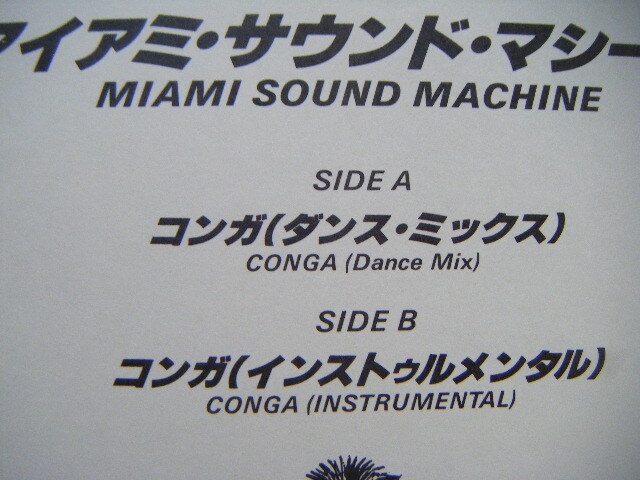 マイアミ・サウンド・マシー
MIAMI SOUND MACHINE
SIDE A
コンガ(ダンス・ミックス)
CONGA (Dance Mix)
SIDE B
コンガ(インストゥルメンタル)
CONGA (INSTRUMENTAL)